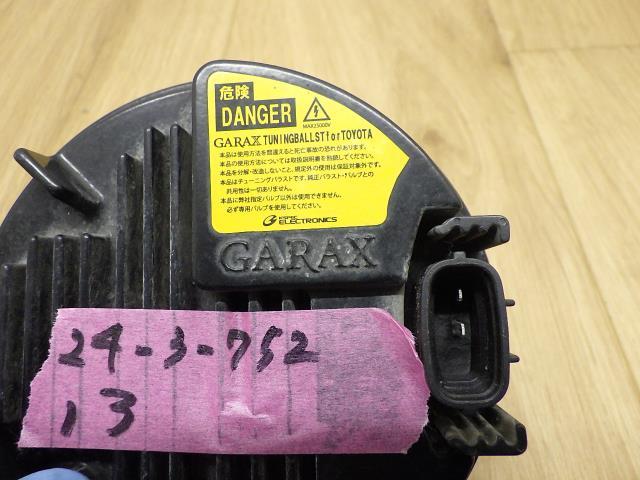 危険
DANGER
MAX25000V
GARAX TUNINGBALLST for TOYOTA
本品は使用方法を間違えると死亡事故の恐れがあります。
本品の使用方法については取扱説明書を熟読してください。
本品を分解・改造しないこと。規定外の使用は保証対象外です。
本品はチューニングバラストです。純正バラスト・バルブとの
共用性は一切ありません。
本品に弊社指定バルブ以外は使用できません。
必ず専用バルブを使用してください。
ELECTRONICS
GARAX
24-3-752
13